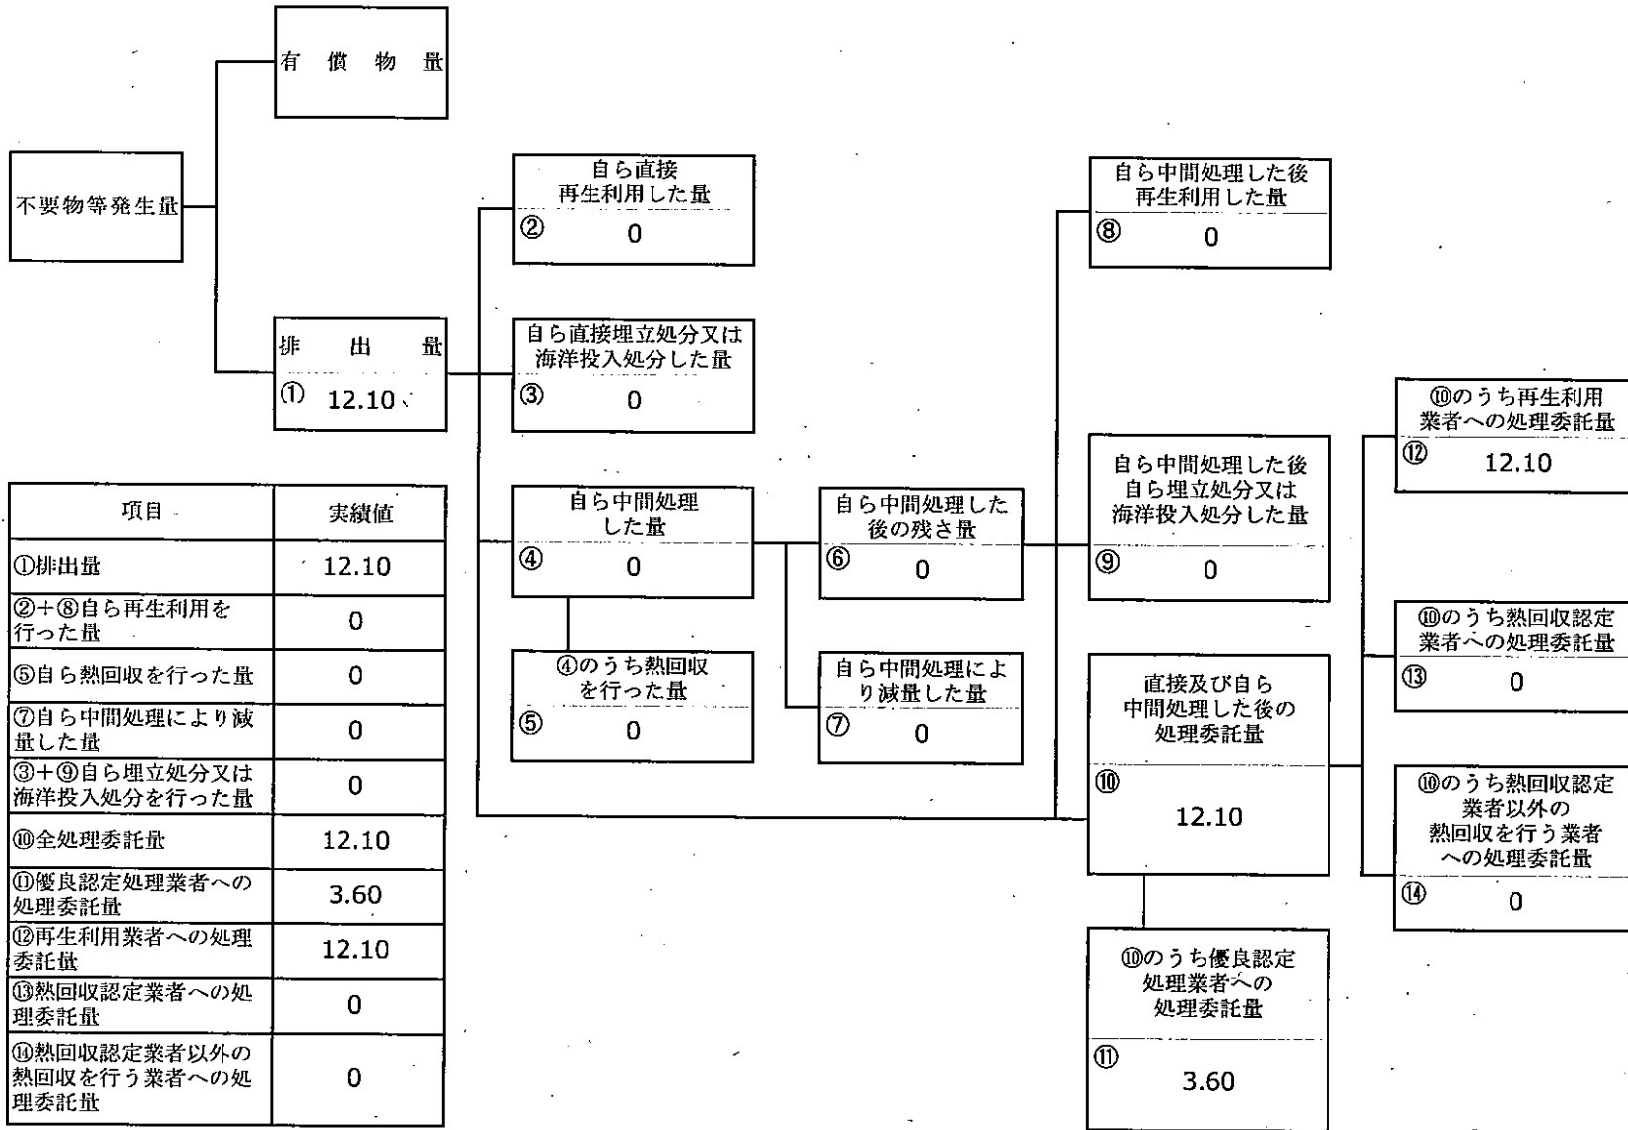 有償物量
不要物等発生量
排出量
① 12.10
自ら直接
再生利用した量
② 0
自ら直接埋立処分又は
海洋投入処分した量
③ 0
自ら中間処理
した量
④ 0
④のうち熱回収
を行った量
⑤ 0
自ら中間処理した
後の残さ量
⑥ 0
自ら中間処理によ
り減量した量
⑦ 0
自ら中間処理した後
再生利用した量
⑧ 0
自ら中間処理した後
自ら埋立処分又は
海洋投入処分した量
⑨ 0
直接及び自ら
中間処理した後の
処理委託量
⑩
12.10
⑩のうち優良認定
処理業者への
処理委託量
⑪
3.60
⑩のうち再生利用
業者への処理委託量
⑫ 12.10
⑩のうち熱回収認定
業者への処理委託量
⑬ 0
⑩のうち熱回収認定
業者以外の
熱回収を行う業者
への処理委託量
⑭ 0
項目 実績値
①排出量 12.10
②+⑧自ら再生利用を
行った量 0
⑤自ら熱回収を行った量 0
⑦自ら中間処理により減
量した量 0
③+⑨自ら埋立処分又は
海洋投入処分を行った量 0
⑩全処理委託量 12.10
⑪優良認定処理業者への
処理委託量 3.60
⑫再生利用業者への処理
委託量 12.10
⑬熱回収認定業者への処
理委託量 0
⑭熱回収認定業者以外の
熱回収を行う業者への処
理委託量 0